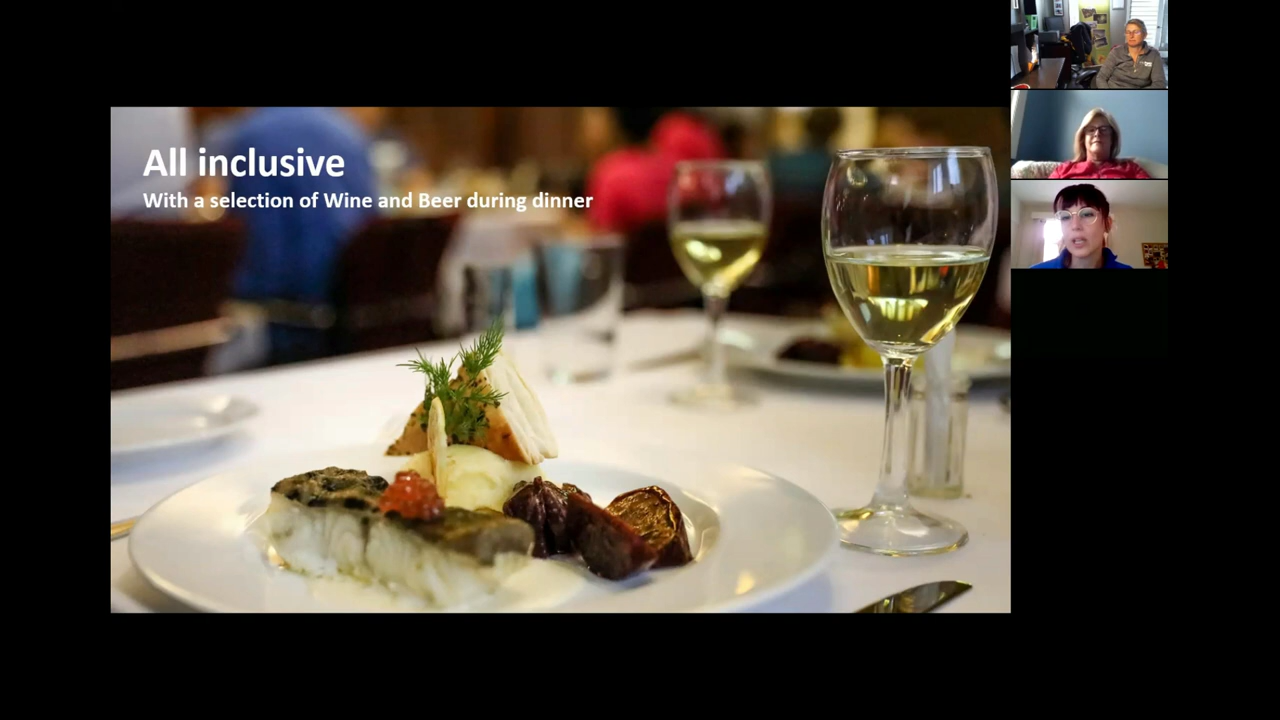 All inclusive
With a selection of Wine and Beer during dinner